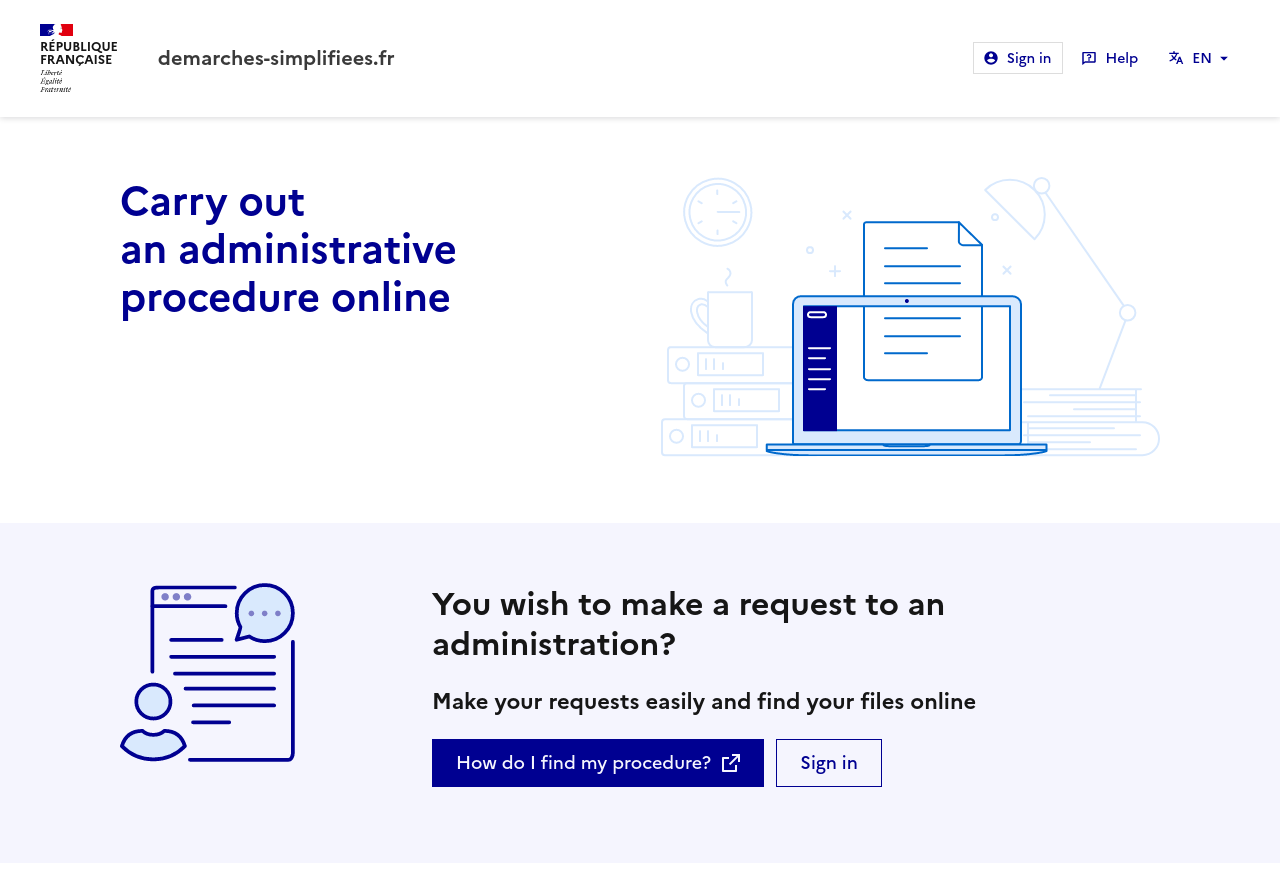 RÉPUBLIQUE
FRANÇAISE
Liberté
Égalité
Fraternité
demarches-simplifiees.fr
Sign in
Help
EN
Carry out
an administrative
procedure online
You wish to make a request to an
administration?
Make your requests easily and find your files online
How do I find my procedure?
Sign in